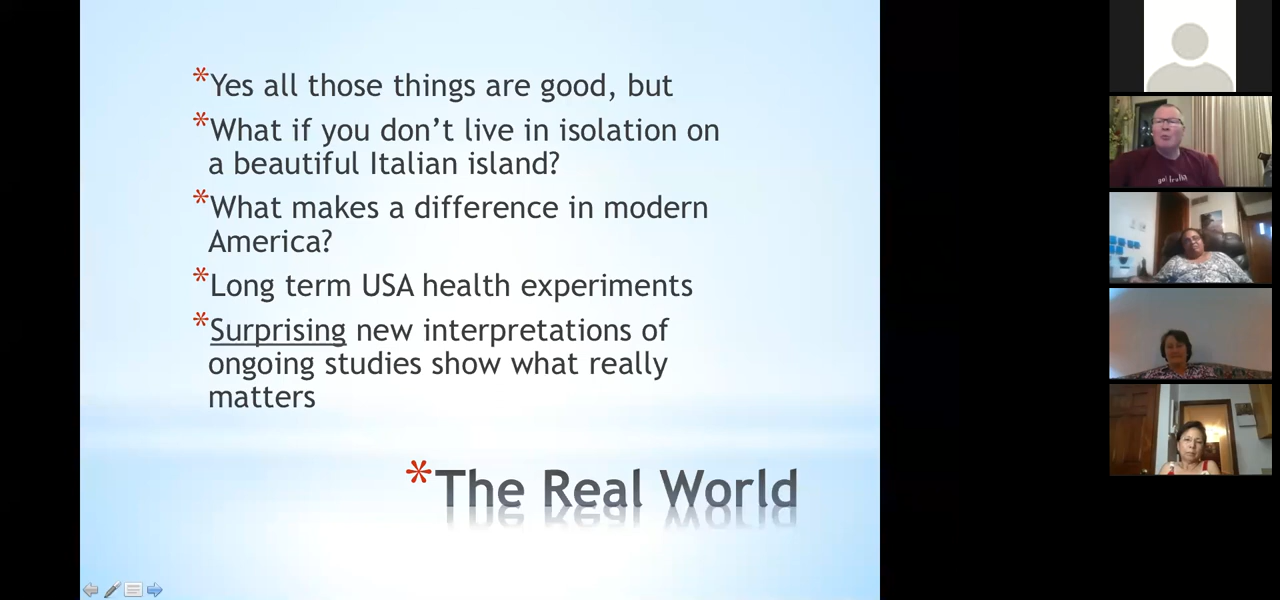 *Yes all those things are good, but
*What if you don’t live in isolation on
a beautiful Italian island?
*What makes a difference in modern
America?
*Long term USA health experiments
*Surprising new interpretations of
ongoing studies show what really
matters
*The Real World